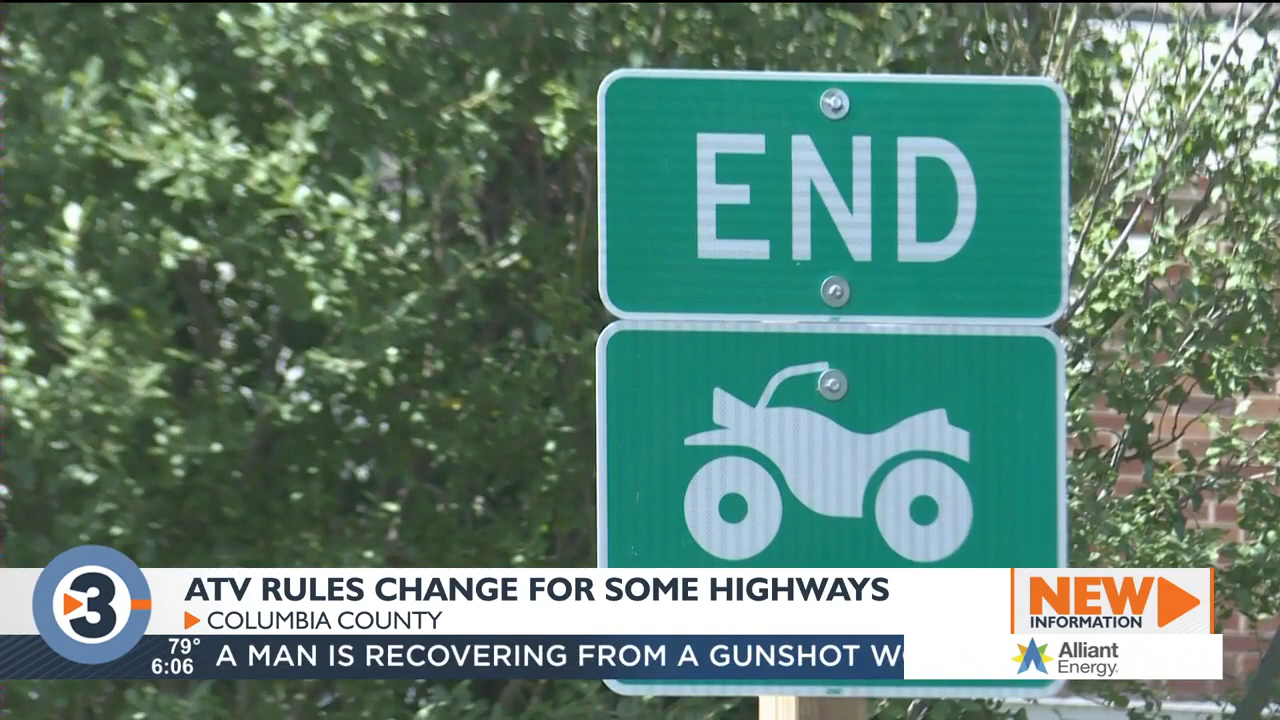 END
3
ATV RULES CHANGE FOR SOME HIGHWAYS
COLUMBIA COUNTY
NEW
INFORMATION
79°
6:06
A MAN IS RECOVERING FROM A GUNSHOT
Alliant
Energy